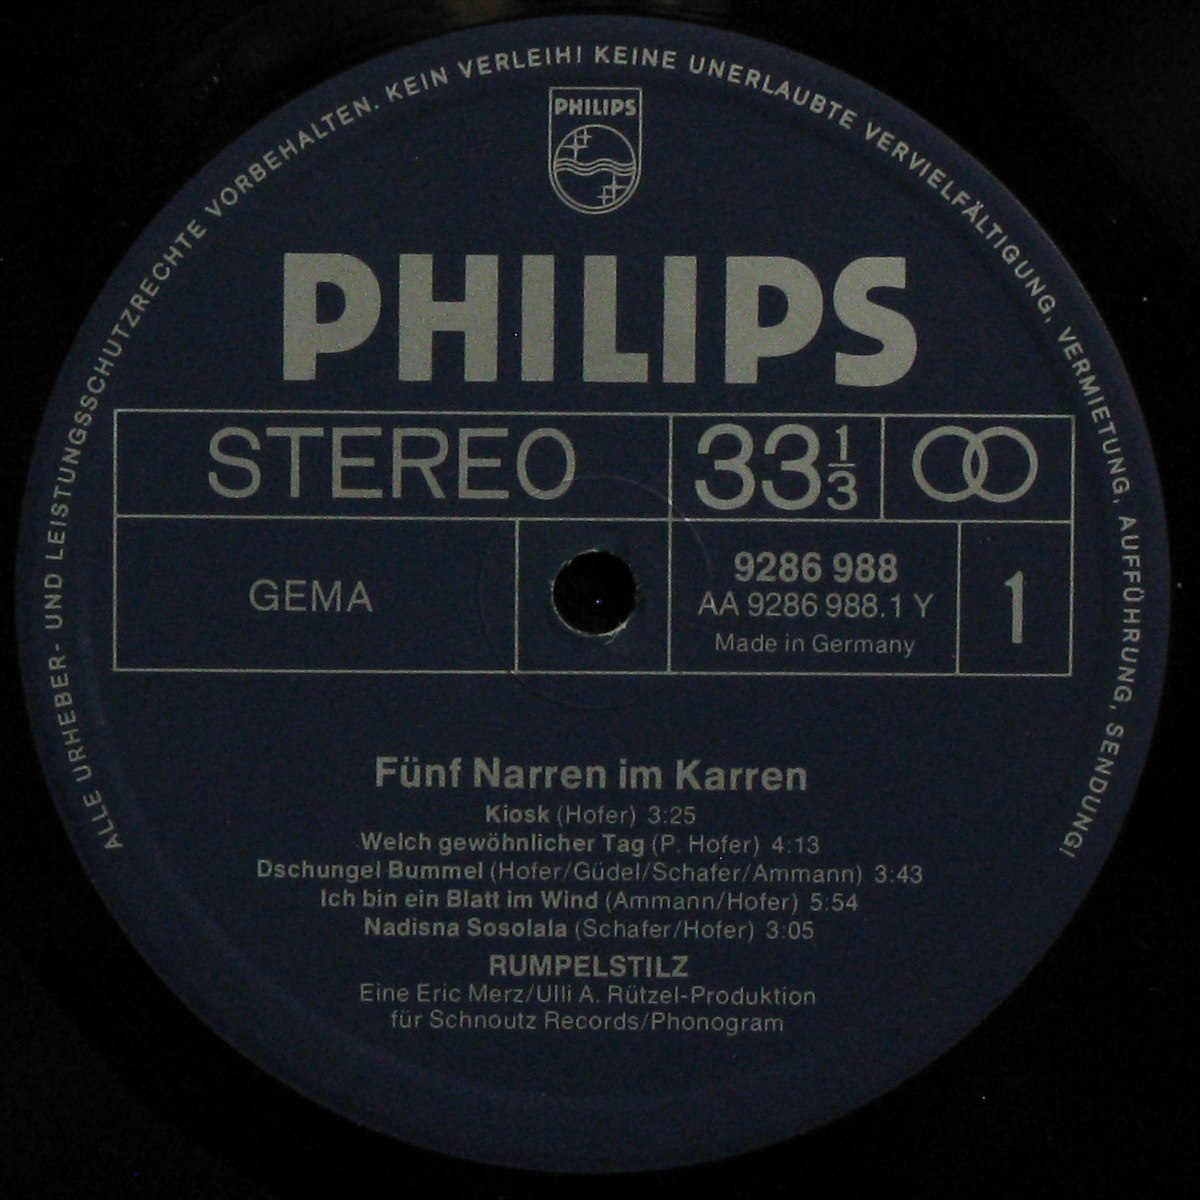 ALLE URHEBER- UND LEISTUNGSSCHUTZRECHTE VORBEHALTEN. KEIN VERLEIH! KEINE UNERLAUBTE VERVIELFÄLTIGUNG, VERMIETUNG, AUFFÜHRUNG, SENDUNG!
PHILIPS
PHILIPS
STEREO 33 1/3
GEMA
9286 988
AA 9286 988.1 Y
Made in Germany
1
Fünf Narren im Karren
Kiosk (Hofer) 3:25
Welch gewöhnlicher Tag (P. Hofer) 4:13
Dschungel Bummel (Hofer/Güdel/Schafer/Ammann) 3:43
Ich bin ein Blatt im Wind (Ammann/Hofer) 5:54
Nadisna Sosolala (Schafer/Hofer) 3:05
RUMPELSTILZ
Eine Eric Merz/Ulli A. Rützel-Produktion
für Schnoutz Records/Phonogram